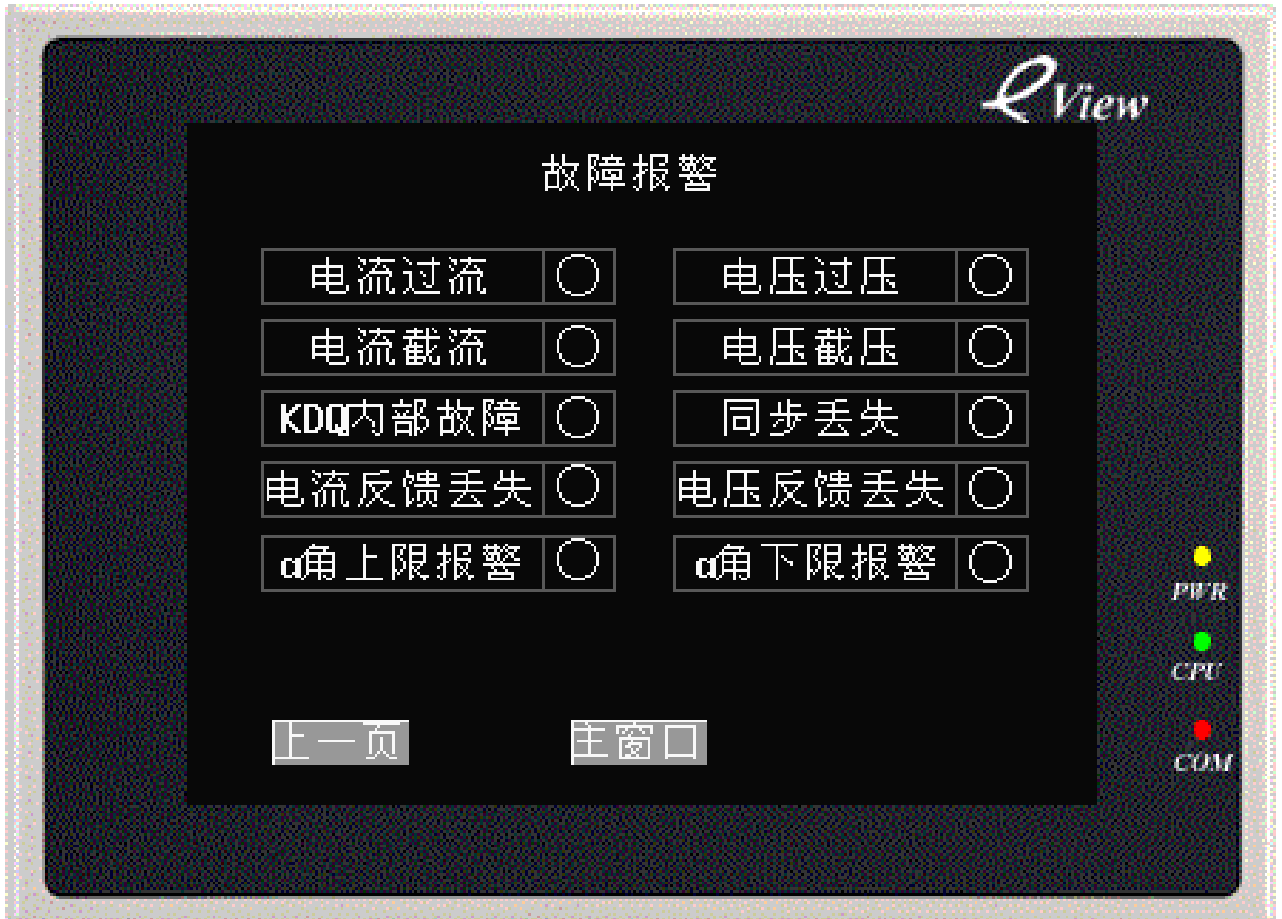 eView
故障报警
电流过流 电压过压
电流截流 电压截压
KDQ内部故障 同步丢失
电流反馈丢失 电压反馈丢失
α角上限报警 α角下限报警
PWR
CPU
上一页 主窗口
COM